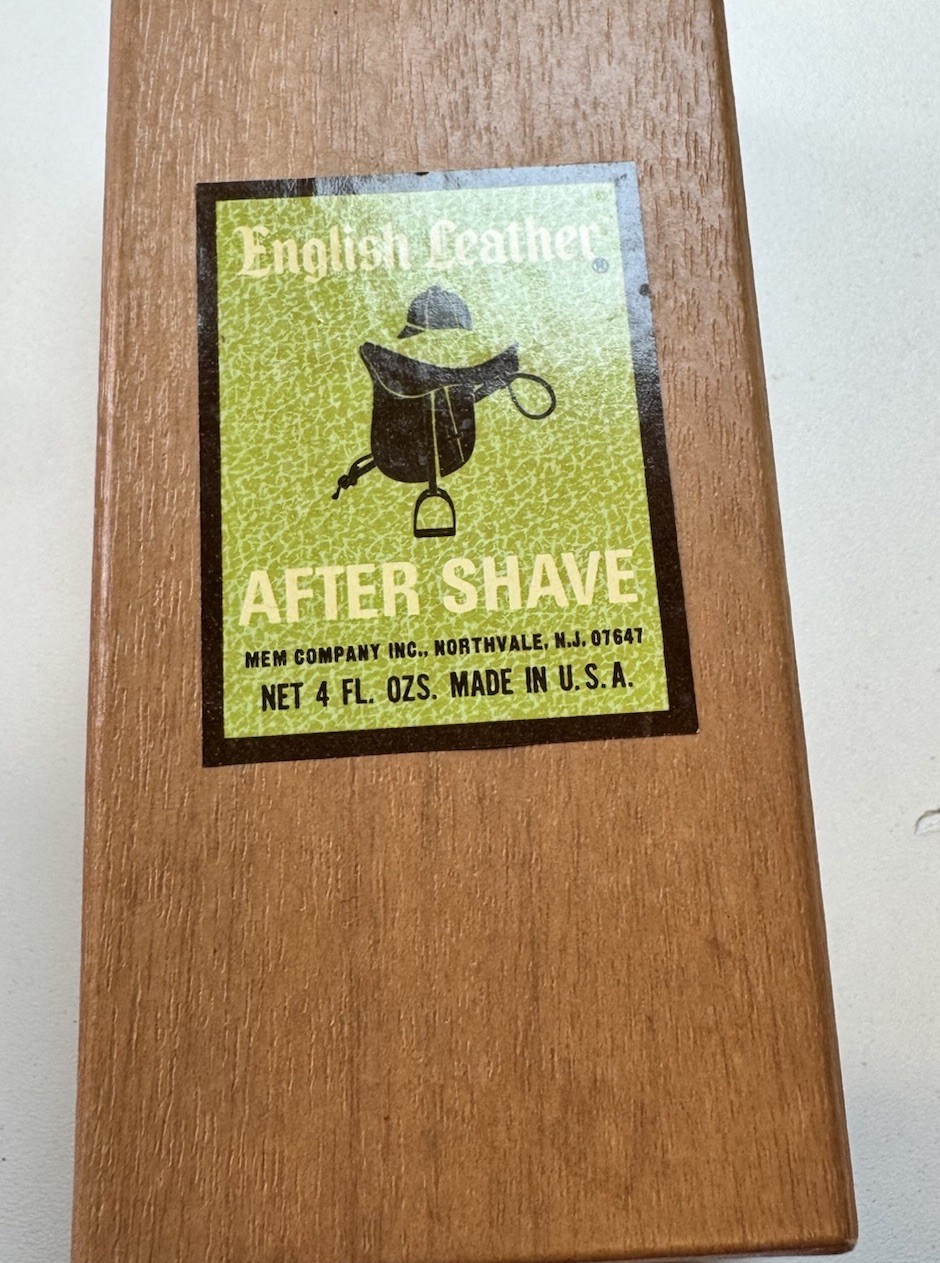 English Leather®
AFTER SHAVE
MEM COMPANY INC., NORTHVALE, N.J. 07647
NET 4 FL. OZS. MADE IN U.S.A.